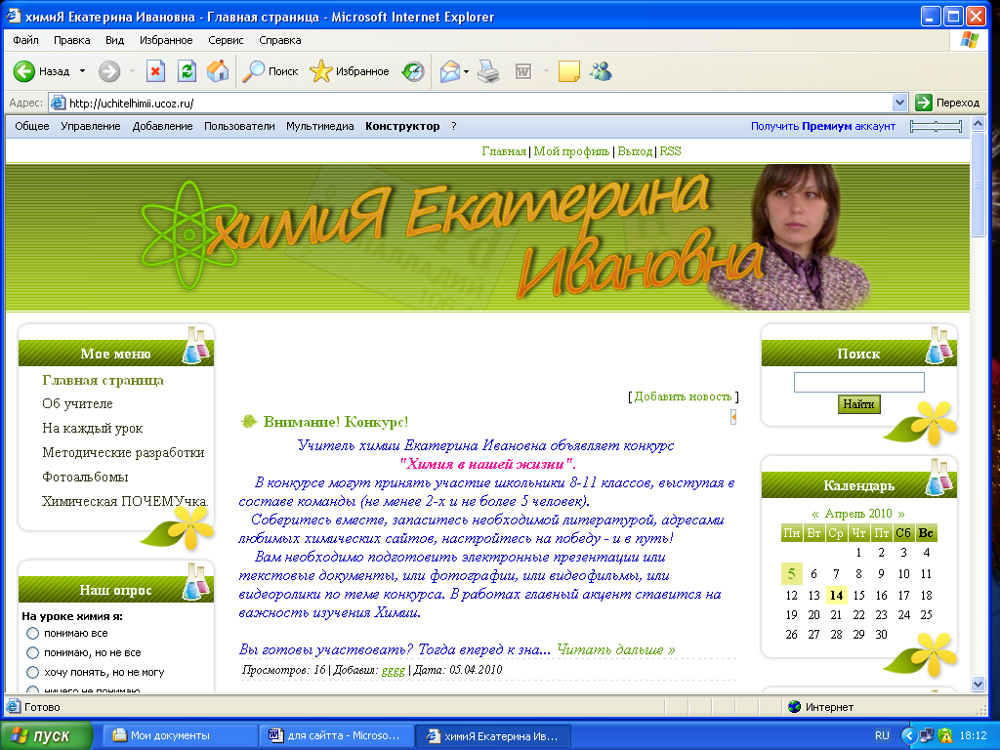 химиЯ Екатерина Ивановна - Главная страница - Microsoft Internet Explorer
Файл Правка Вид Избранное Сервис Справка
Назад Поиск Избранное
Адрес: http://uchitelhimii.ucoz.ru/ Переход
Общее Управление Добавление Пользователи Мультимедиа Конструктор ? Получить Премиум аккаунт
Главная | Мой профиль | Выход | RSS
химиЯ Екатерина
Ивановна
Мое меню
Главная страница
Об учителе
На каждый урок
Методические разработки
Фотоальбомы
Химическая ПОЧЕМУчка.
Наш опрос
На уроке химия я:
понимаю все
понимаю, но не все
хочу понять, но не могу
ничего не понимаю
[ Добавить новость ]
Внимание! Конкурс!
Учитель химии Екатерина Ивановна объявляет конкурс
"Химия в нашей жизни".
В конкурсе могут принять участие школьники 8-11 классов, выступая в
составе команды (не менее 2-х и не более 5 человек).
Соберитесь вместе, запаситесь необходимой литературой, адресами
любимых химических сайтов, настройтесь на победу - и в путь!
Вам необходимо подготовить электронные презентации или
текстовые документы, или фотографии, или видеофильмы, или
видеоролики по теме конкурса. В работах главный акцент ставится на
важность изучения Химии.
Вы готовы участвовать? Тогда вперед к зна... Читать дальше »
Просмотров: 16 | Добавил: gggg | Дата: 05.04.2010
Поиск
Найти
Календарь
« Апрель 2010 »
Пн Вт Ср Чт Пт Сб Вс
1 2 3 4
5 6 7 8 9 10 11
12 13 14 15 16 17 18
19 20 21 22 23 24 25
26 27 28 29 30
Готово Интернет
пуск Мои документы для сайтта - Microso... химиЯ Екатерина Ив... RU 18:12